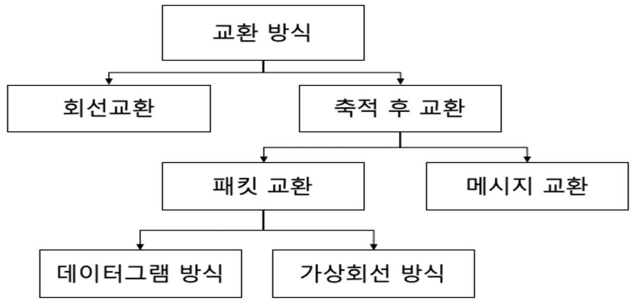 교환 방식
회선교환
축적 후 교환
패킷 교환
메시지 교환
데이터그램 방식
가상회선 방식